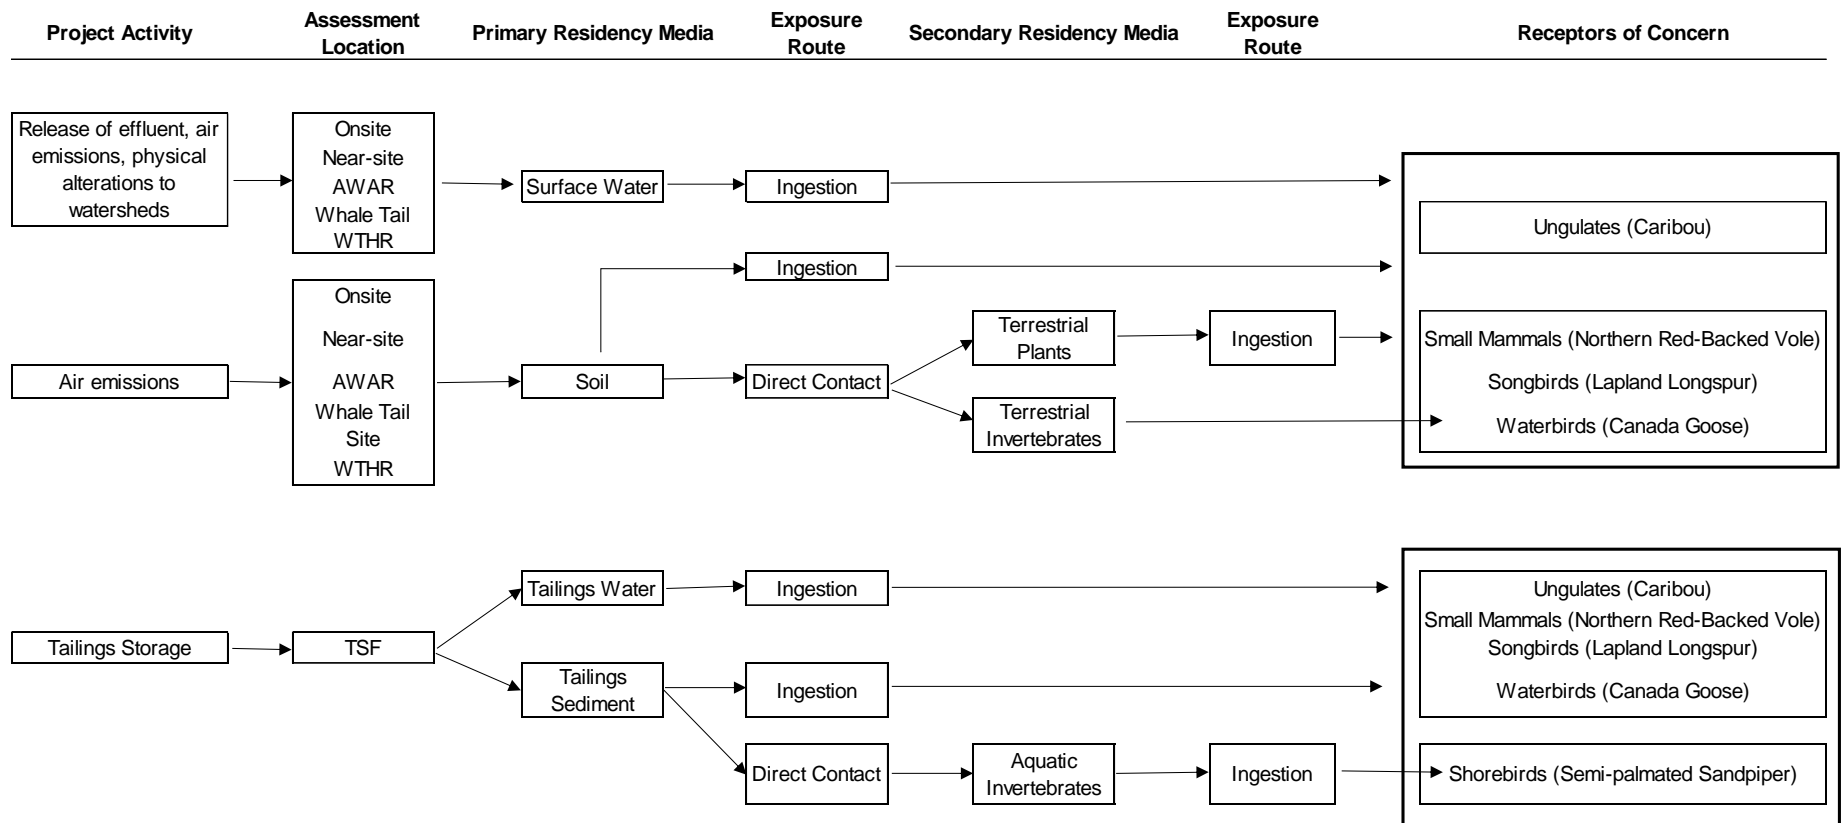 Project Activity
Assessment
Location
Primary Residency Media
Exposure
Route
Secondary Residency Media
Exposure
Route
Receptors of Concern
Release of effluent, air
emissions, physical
alterations to
watersheds
Onsite
Near-site
AWAR
Whale Tail
WTHR
Surface Water
Ingestion
Ungulates (Caribou)
Ingestion
Air emissions
Onsite
Near-site
AWAR
Whale Tail
Site
WTHR
Soil
Direct Contact
Terrestrial
Plants
Ingestion
Terrestrial
Invertebrates
Small Mammals (Northern Red-Backed Vole)
Songbirds (Lapland Longspur)
Waterbirds (Canada Goose)
Tailings Storage
TSF
Tailings Water
Ingestion
Tailings
Sediment
Ingestion
Ungulates (Caribou)
Small Mammals (Northern Red-Backed Vole)
Songbirds (Lapland Longspur)
Waterbirds (Canada Goose)
Direct Contact
Aquatic
Invertebrates
Ingestion
Shorebirds (Semi-palmated Sandpiper)